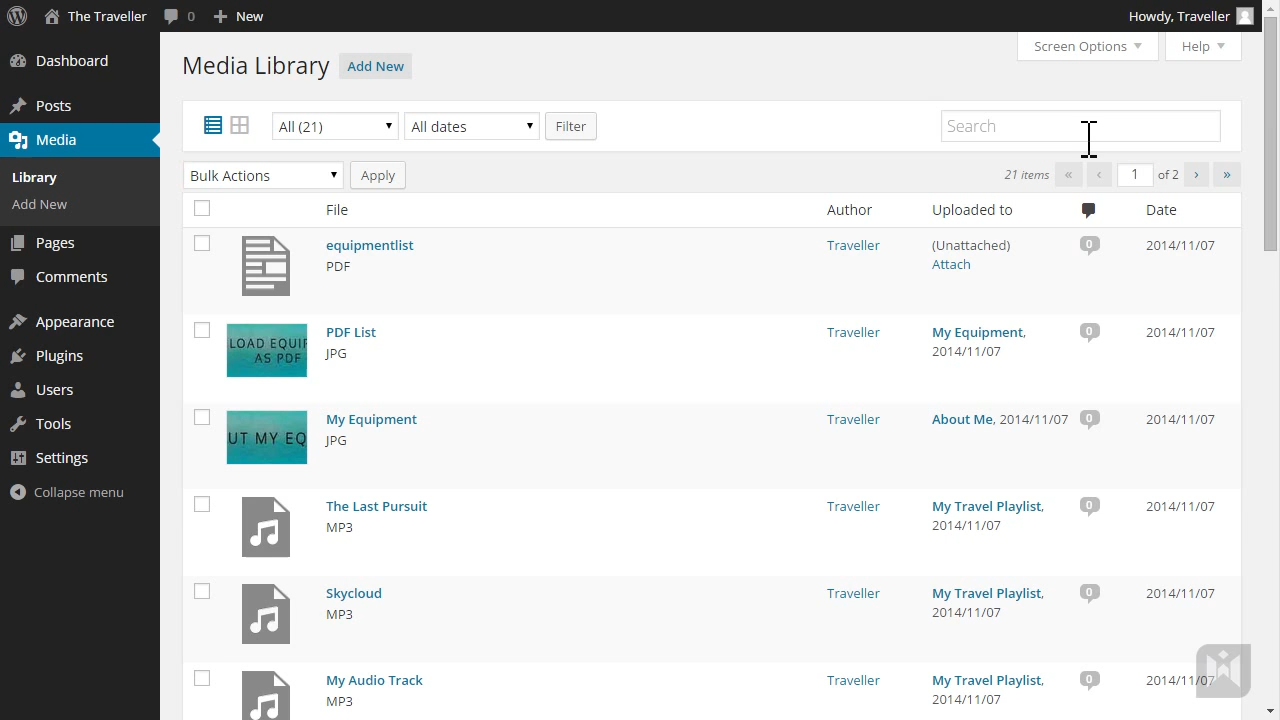 The Traveller 0 New Howdy, Traveller
Screen Options Help
Dashboard
Posts
Media
Library
Add New
Pages
Comments
Appearance
Plugins
Users
Tools
Settings
Collapse menu
Media Library Add New
All (21) All dates Filter Search
Bulk Actions Apply 21 items « ‹ 1 of 2 › »
File Author Uploaded to Date
equipmentlist Traveller (Unattached) 0 2014/11/07
PDF Attach
LOAD EQUIP
AS PDF
PDF List Traveller My Equipment, 0 2014/11/07
JPG 2014/11/07
UT MY EQ
My Equipment Traveller About Me, 2014/11/07 0 2014/11/07
JPG
The Last Pursuit Traveller My Travel Playlist, 0 2014/11/07
MP3 2014/11/07
Skycloud Traveller My Travel Playlist, 0 2014/11/07
MP3 2014/11/07
My Audio Track Traveller My Travel Playlist, 0 2014/11/07
MP3 2014/11/07